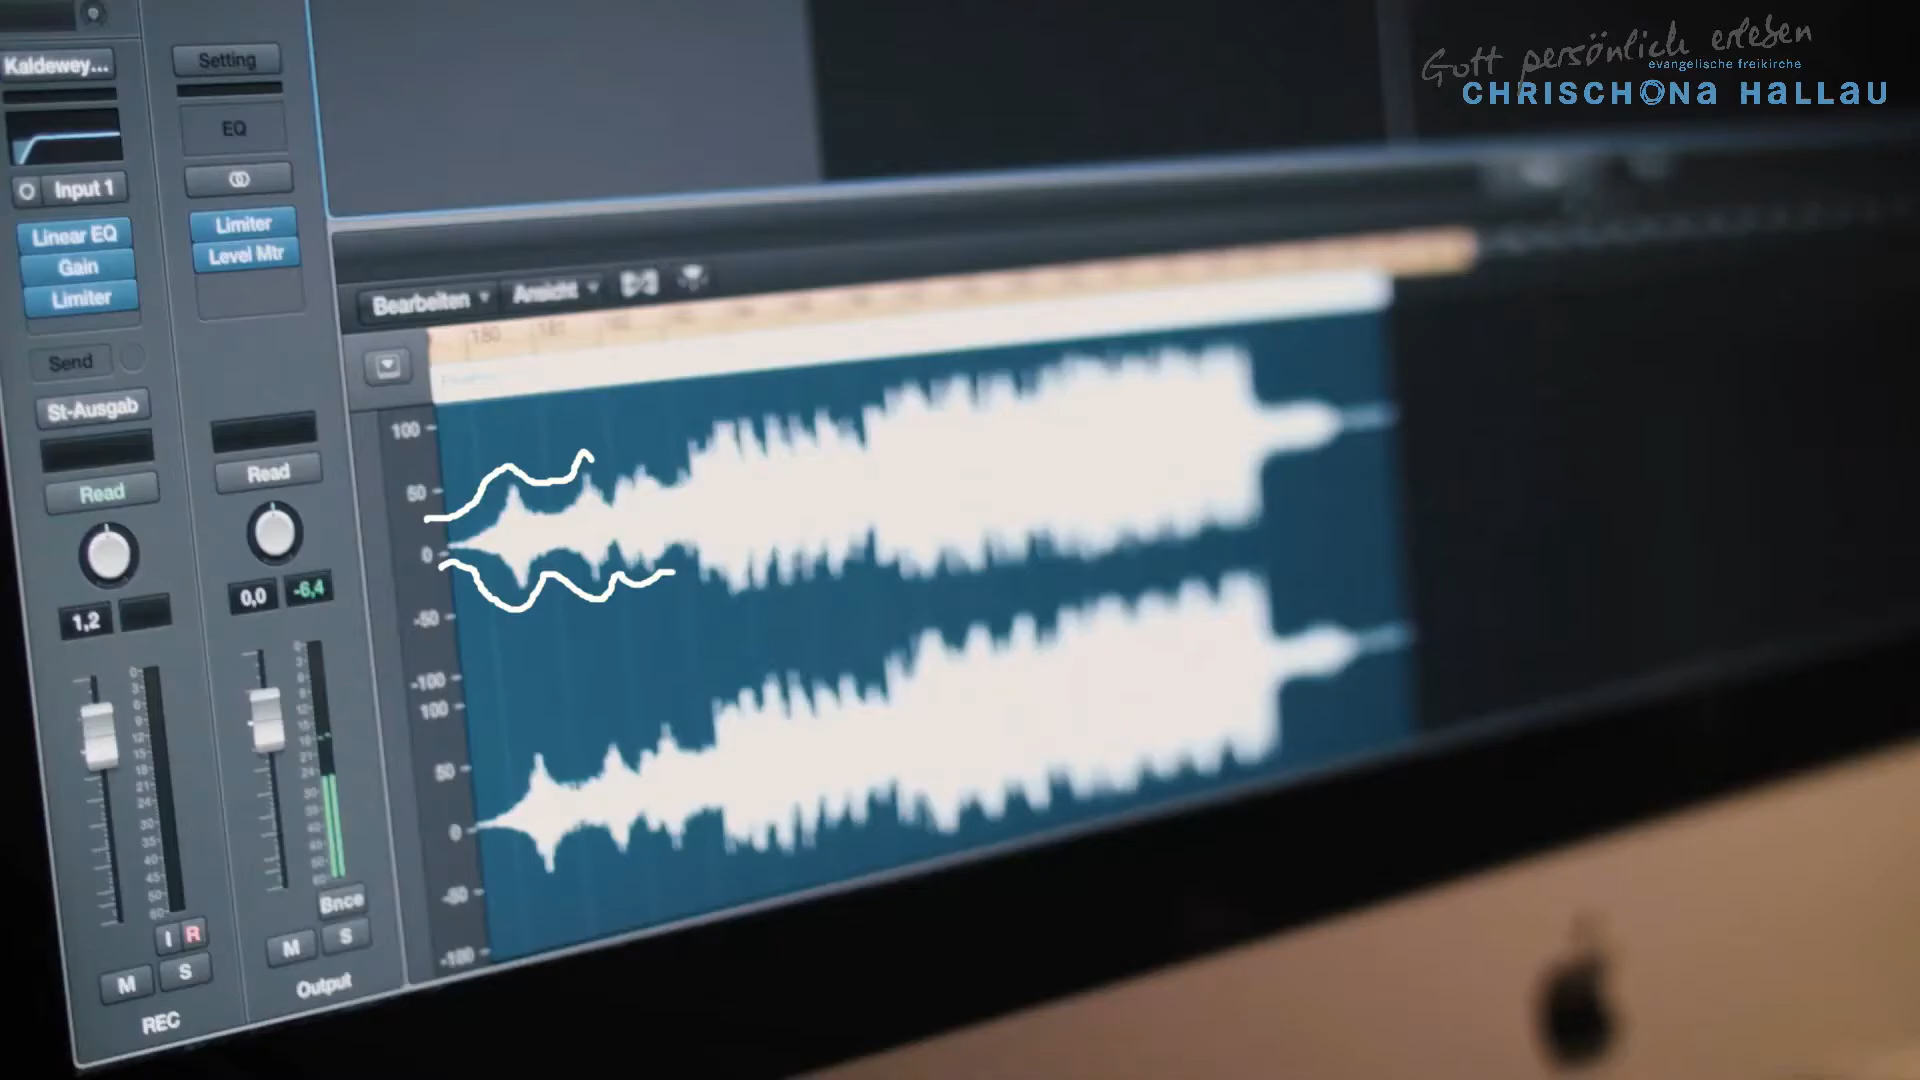 Gott persönlich erleben
evangelische freikirche
CHRISCHONA HALLAU
Kaldewey...
Setting
EQ
Input 1
Linear EQ
Gain
Limiter
Limiter
Level Mtr
Send
St-Ausgab
Read
Read
1,2
0,0
-6,4
I R
M S
REC
Bnce
M S
Output
Bearbeiten
Ansicht
180
181
100
50
0
-50
-100
100
50
0
-50
-100